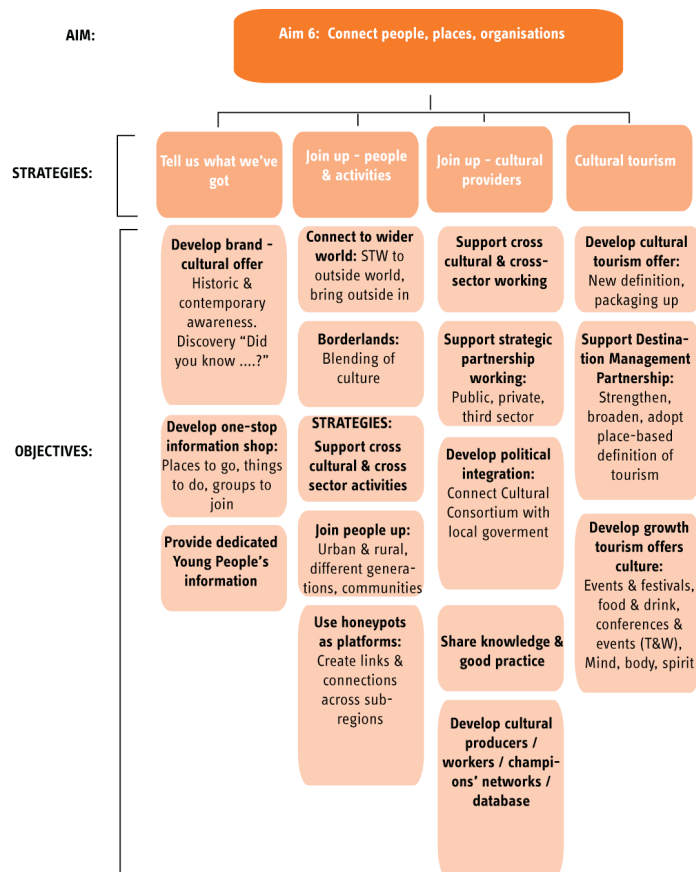 AIM:
Aim 6:  Connect people, places, organisations
STRATEGIES:
Tell us what we've
got
Join up - people
& activities
Join up - cultural
providers
Cultural tourism
OBJECTIVES:
Develop brand -
cultural offer
Historic &
contemporary
awareness.
Discovery “Did
you know ....?”
Develop one-stop
information shop:
Places to go, things
to do, groups to
join
Provide dedicated
Young People's
information
Connect to wider
world: STW to
outside world,
bring outside in
Borderlands:
Blending of
culture
STRATEGIES:
Support cross
cultural & cross
sector activities
Join people up:
Urban & rural,
different genera-
tions, communities
Use honeypots
as platforms:
Create links &
connections
across sub-
regions
Support cross
cultural & cross-
sector working
Support strategic
partnership
working:
Public, private,
third sector
Develop political
integration:
Connect Cultural
Consortium with
local goverment
Share knowledge &
good practice
Develop cultural
producers /
workers / champi-
ons' networks /
database
Develop cultural
tourism offer:
New definition,
packaging up
Support Destina-
tion Management
Partnership:
Strengthen,
broaden, adopt
place-based
definition of
tourism
Develop growth
tourism offers
culture:
Events & festivals,
food & drink,
conferences &
events (T&W),
Mind, body, spirit